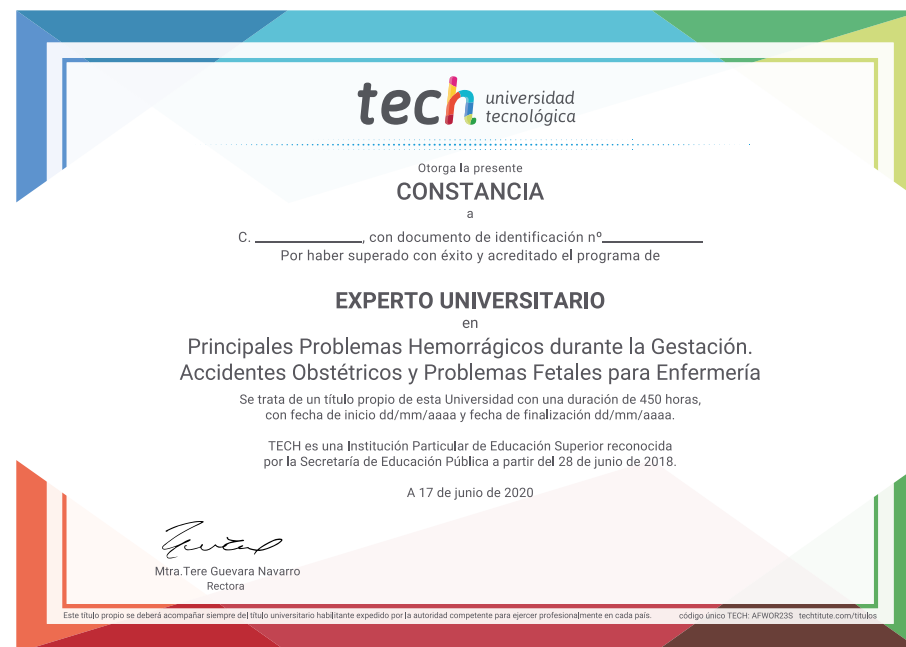 tech universidad
tecnológica
Otorga la presente
CONSTANCIA
a
C. ____________, con documento de identificación nº____________
Por haber superado con éxito y acreditado el programa de
EXPERTO UNIVERSITARIO
en
Principales Problemas Hemorrágicos durante la Gestación.
Accidentes Obstétricos y Problemas Fetales para Enfermería
Se trata de un título propio de esta Universidad con una duración de 450 horas,
con fecha de inicio dd/mm/aaaa y fecha de finalización dd/mm/aaaa.
TECH es una Institución Particular de Educación Superior reconocida
por la Secretaría de Educación Pública a partir del 28 de junio de 2018.
A 17 de junio de 2020
Mtra.Tere Guevara Navarro
Rectora
Este título propio se deberá acompañar siempre del título universitario habilitante expedido por la autoridad competente para ejercer profesionalmente en cada país. código único TECH: AFWOR23S techtitute.com/titulos